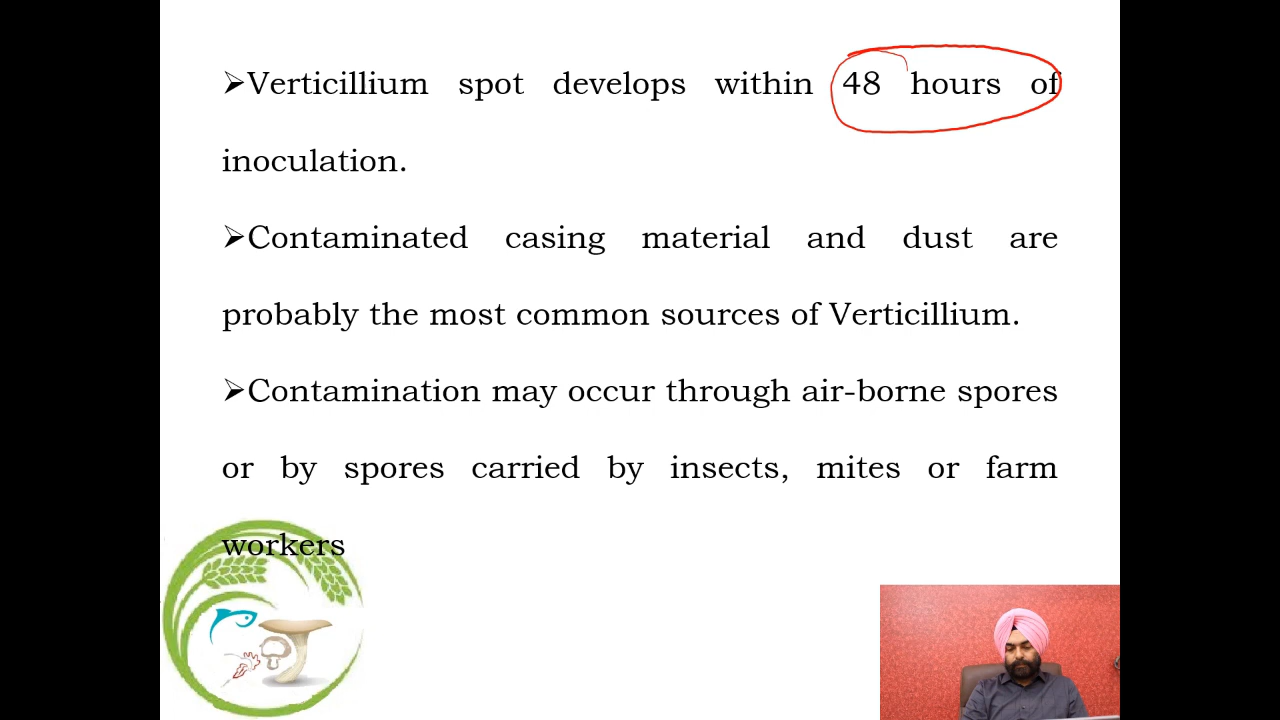 ➢Verticillium spot develops within 48 hours of
inoculation.
➢Contaminated casing material and dust are
probably the most common sources of Verticillium.
➢Contamination may occur through air-borne spores
or by spores carried by insects, mites or farm
workers